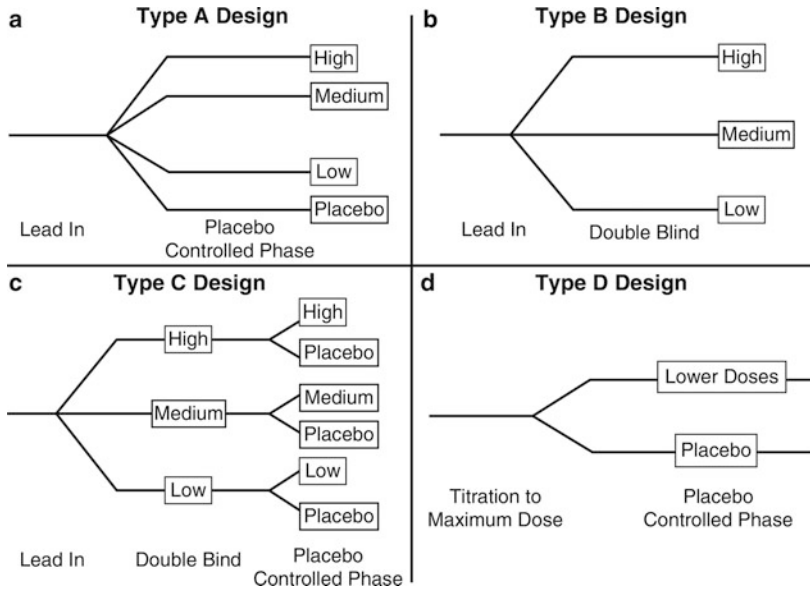 a
Type A Design
High
Medium
Low
Placebo
Lead In
Placebo
Controlled Phase
b
Type B Design
High
Medium
Low
Lead In
Double Blind
c
Type C Design
High
High
Placebo
Medium
Medium
Placebo
Low
Low
Placebo
Lead In
Double Bind
Placebo
Controlled Phase
d
Type D Design
Lower Doses
Placebo
Titration to
Maximum Dose
Placebo
Controlled Phase